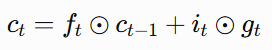 c_t = f_t ⊙ c_{t−1} + i_t ⊙ g_t